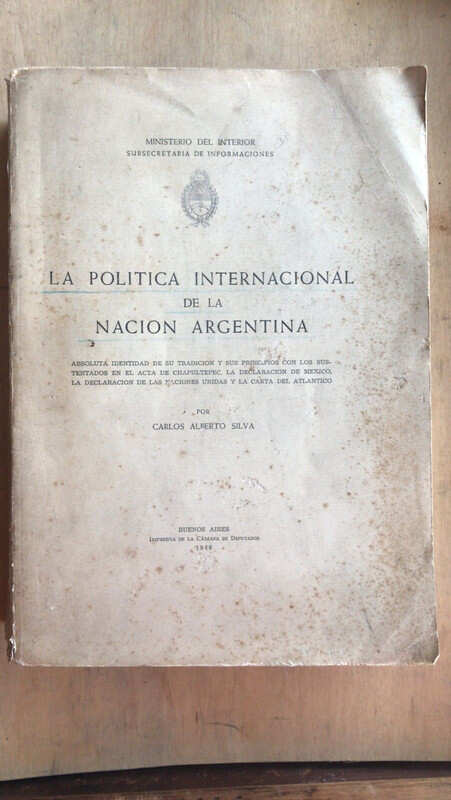 MINISTERIO DEL INTERIOR
SUBSECRETARIA DE INFORMACIONES
LA POLITICA INTERNACIONAL
DE LA
NACION ARGENTINA
ABSOLUTA IDENTIDAD DE SU TRADICION Y SUS PRINCIPIOS CON LOS SUS-
TENTADOS EN EL ACTA DE CHAPULTEPEC, LA DECLARACION DE MEXICO,
LA DECLARACION DE LAS NACIONES UNIDAS Y LA CARTA DEL ATLANTICO
POR
CARLOS ALBERTO SILVA
BUENOS AIRES
IMPRENTA DE LA CÁMARA DE DIPUTADOS
1946